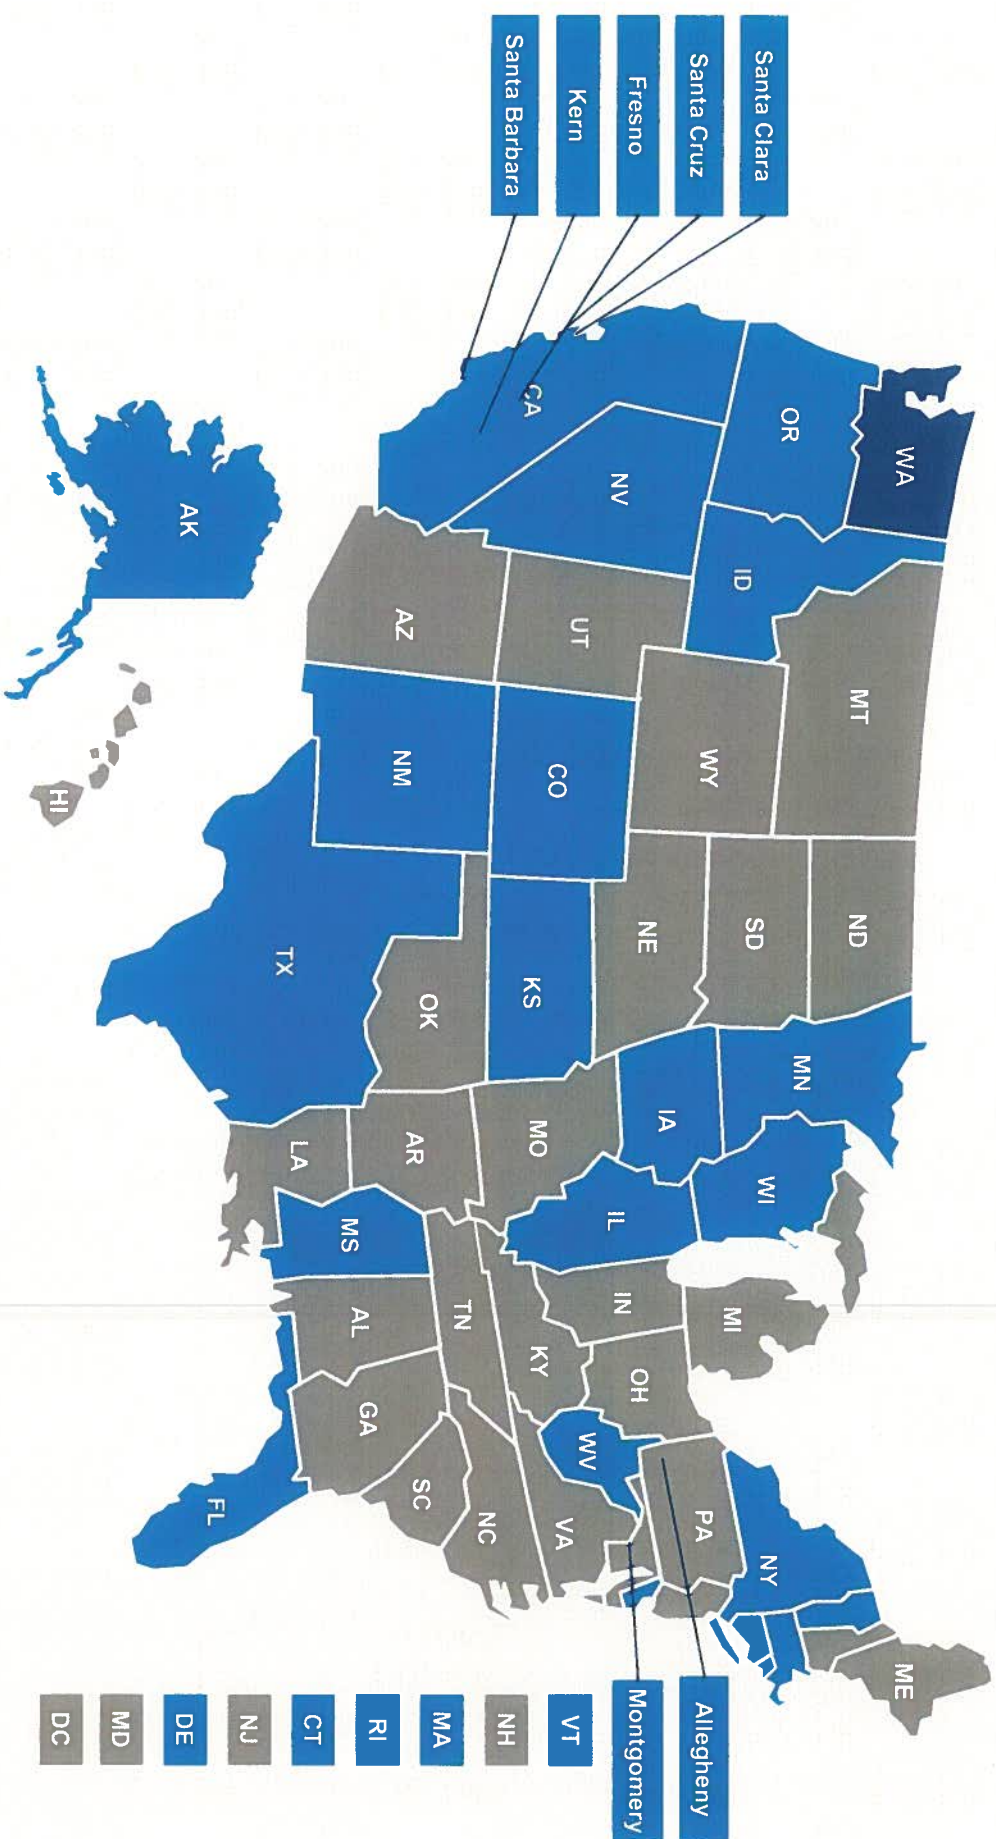 Santa Clara
Santa Cruz
Fresno
Kern
Santa Barbara
WA
OR
CA
NV
ID
MT
WY
UT
AZ
CO
NM
ND
SD
NE
KS
OK
TX
MN
IA
MO
AR
LA
WI
IL
MS
MI
IN
KY
TN
AL
OH
WV
VA
NC
SC
GA
FL
PA
NY
ME
AK
HI
Allegheny
Montgomery
VT
NH
MA
RI
CT
NJ
DE
MD
DC